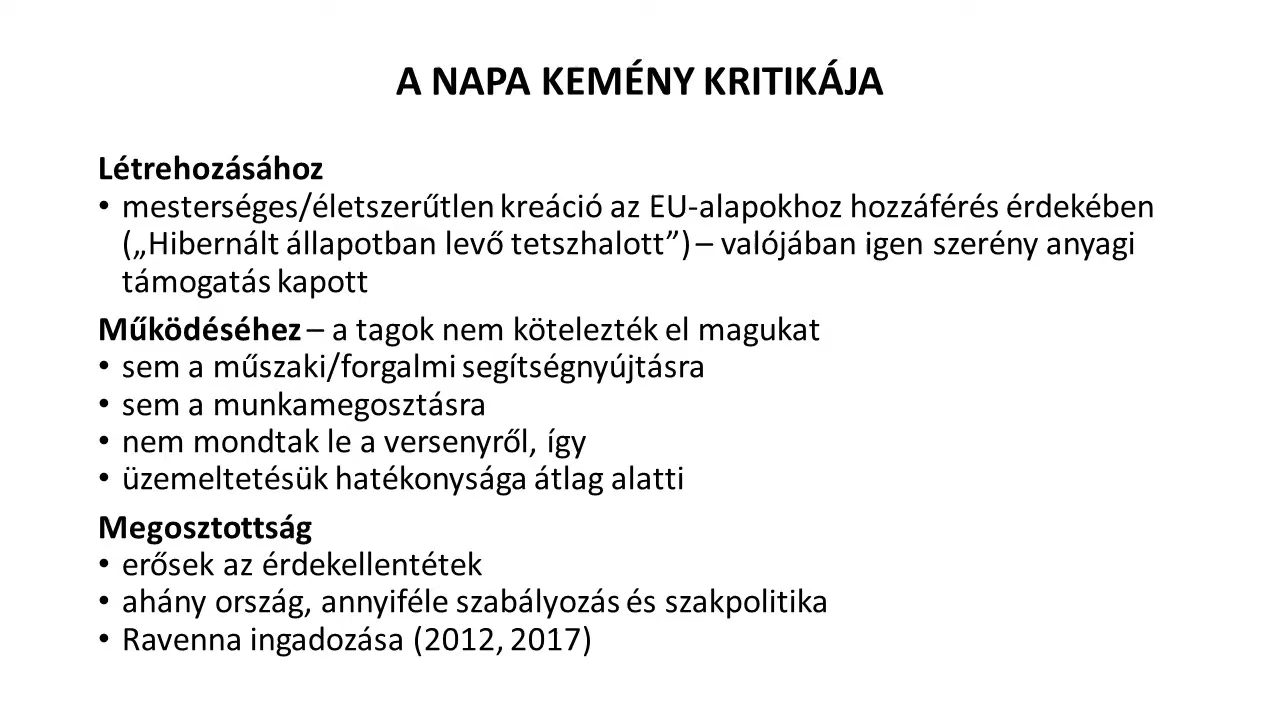 A NAPA KEMÉNY KRITIKÁJA
Létrehozásához
• mesterséges/életszerűtlen kreáció az EU-alapokhoz hozzáférés érdekében
(„Hibernált állapotban levő tetszhalott”) – valójában igen szerény anyagi
támogatás kapott
Működéséhez – a tagok nem kötelezték el magukat
• sem a műszaki/forgalmi segítségnyújtásra
• sem a munkamegosztásra
• nem mondtak le a versenyről, így
• üzemeltetésük hatékonysága átlag alatti
Megosztottság
• erősek az érdekellentétek
• ahány ország, annyiféle szabályozás és szakpolitika
• Ravenna ingadozása (2012, 2017)